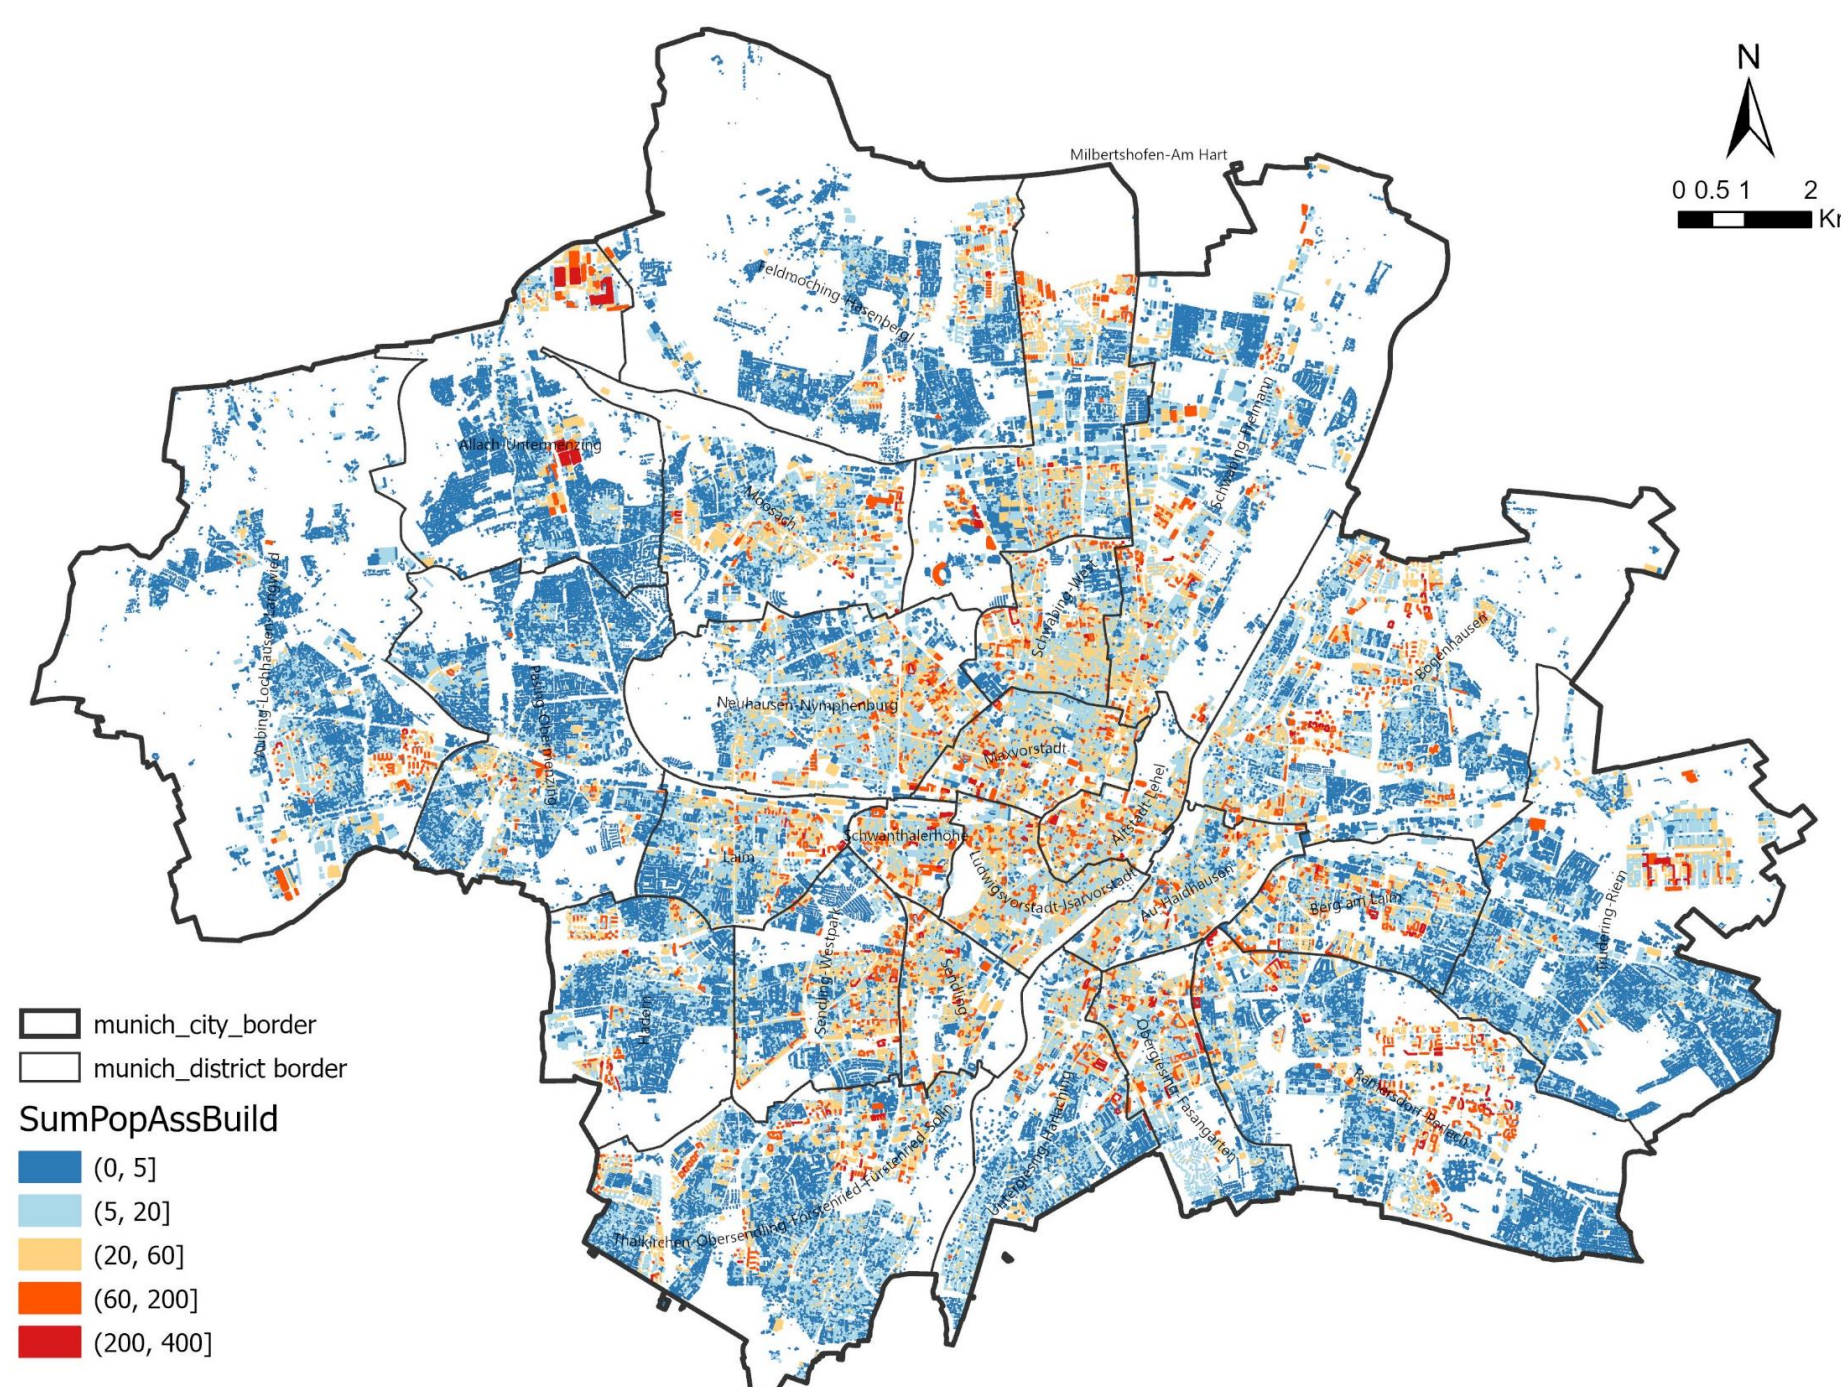 N
0 0.5 1 2
Kr
Milbertshofen-Am Hart
Feldmoching-Hasenbergl
Allach-Untermenzing
Moosach
Schwabing-Freimann
Schwabing-West
Aubing-Lochhausen-Langwied
Pasing-Obermenzing
Neuhausen-Nymphenburg
Maxvorstadt
Bogenhausen
Altstadt-Lehel
Schwanthalerhöhe
Laim
Ludwigsvorstadt-Isarvorstadt
Au-Haidhausen
Berg am Laim
Trudering-Riem
Sendling-Westpark
Sendling
Hadern
Obergiesing-Fasangarten
Ramersdorf-Perlach
Untergiesing-Harlaching
Thalkirchen-Obersendling-Forstenried-Fürstenried-Solln
munich_city_border
munich_district border
SumPopAssBuild
(0, 5]
(5, 20]
(20, 60]
(60, 200]
(200, 400]